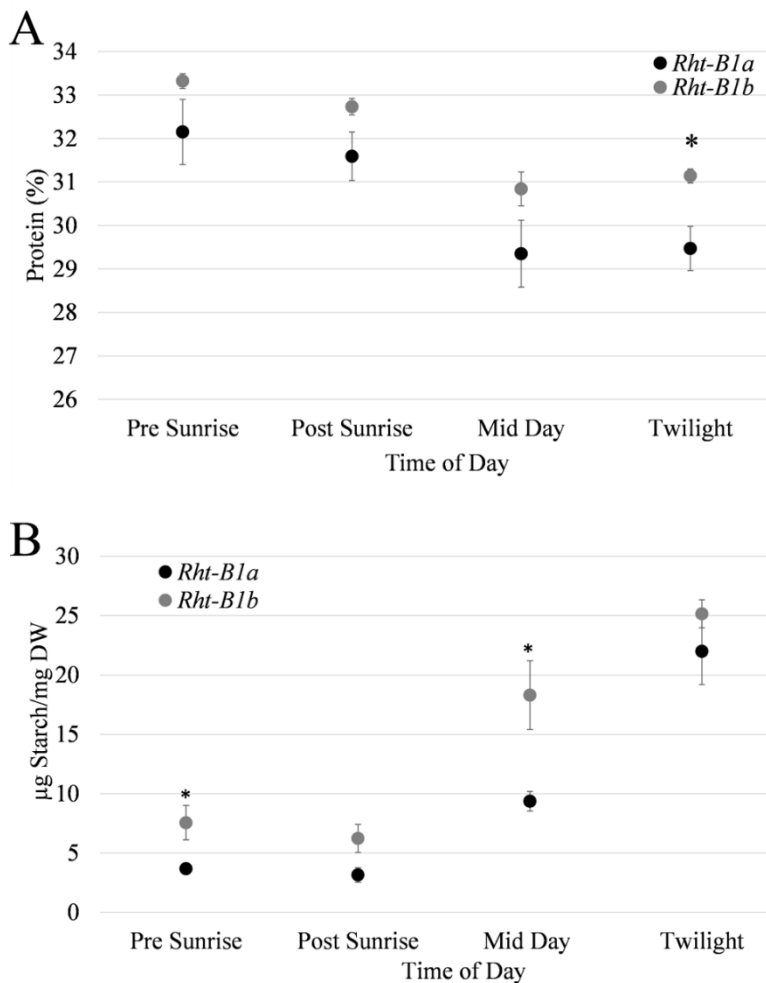 A
34
33
32
31
30
29
28
27
26
Protein (%)
Rht-B1a
Rht-B1b
*
Pre Sunrise Post Sunrise Mid Day Twilight
Time of Day
B
30
25
20
15
10
5
0
µg Starch/mg DW
Rht-B1a
Rht-B1b
*
*
Pre Sunrise Post Sunrise Mid Day Twilight
Time of Day